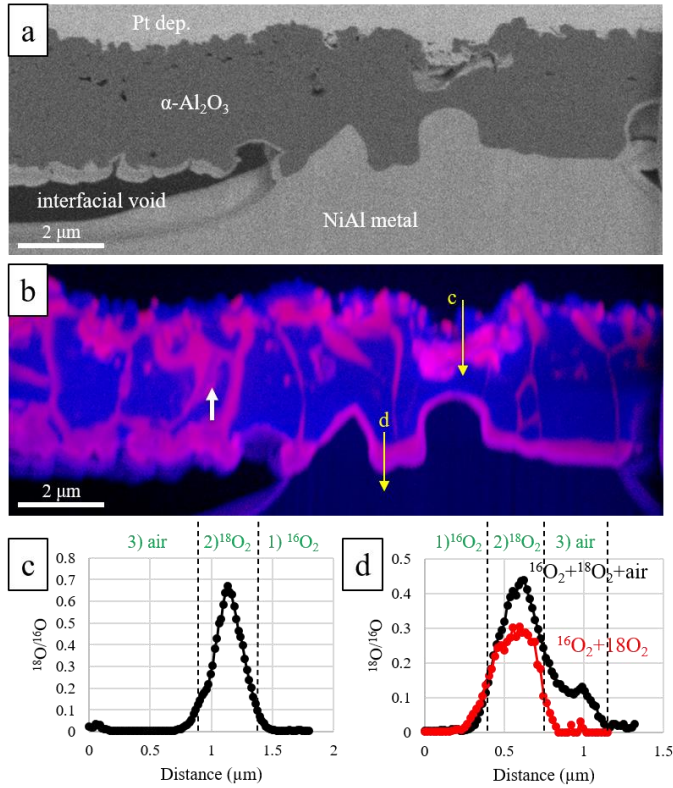 a
Pt dep.
α-Al₂O₃
interfacial void
2 μm
NiAl metal
b
c
d
2 μm
c
3) air
2)¹⁸O₂
1) ¹⁶O₂
¹⁸O/¹⁶O
0.8
0.7
0.6
0.5
0.4
0.3
0.2
0.1
0
0
0.5
1
1.5
2
Distance (μm)
d
1)¹⁶O₂
2)¹⁸O₂
3) air
¹⁶O₂+¹⁸O₂+air
¹⁶O₂+18O₂
¹⁸O/¹⁶O
0.5
0.4
0.3
0.2
0.1
0
0
0.5
1
1.5
Distance (μm)